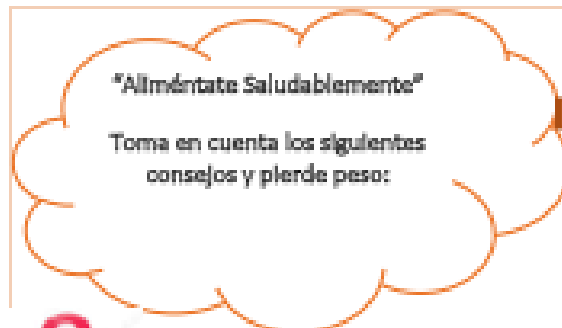 "Aliméntate Saludablemente"
Toma en cuenta los siguientes
consejos y pierde peso: